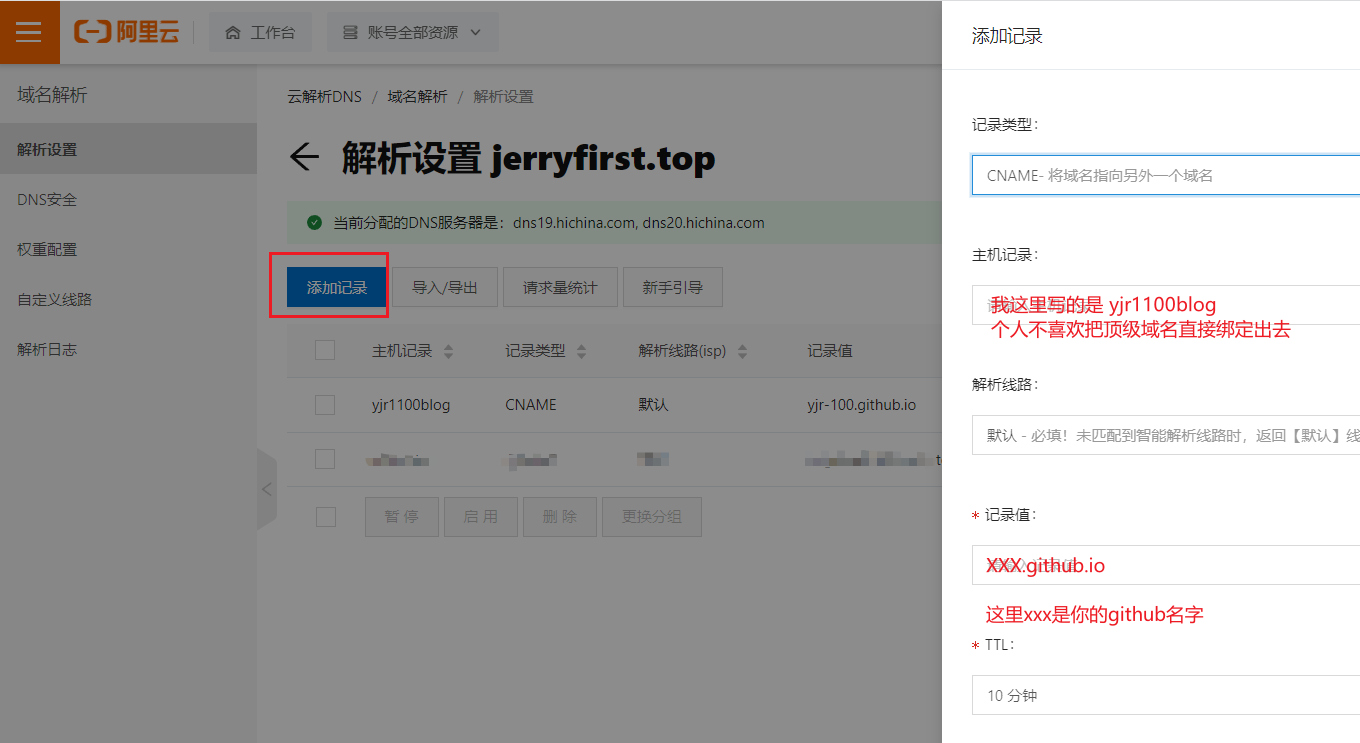 阿里云
工作台
账号全部资源
域名解析
解析设置
DNS安全
权重配置
自定义线路
解析日志
云解析DNS / 域名解析 / 解析设置
解析设置 jerryfirst.top
当前分配的DNS服务器是：dns19.hichina.com, dns20.hichina.com
添加记录 导入/导出 请求量统计 新手引导
主机记录 记录类型 解析线路(isp) 记录值
yjr1100blog CNAME 默认 yjr-100.github.io
暂 停 启 用 删 除 更换分组
添加记录
记录类型：
CNAME- 将域名指向另外一个域名
主机记录：
我这里写的是 yjr1100blog
个人不喜欢把顶级域名直接绑定出去
解析线路：
默认 - 必填！未匹配到智能解析线路时，返回【默认】线
* 记录值：
XXX.github.io
这里xxx是你的github名字
* TTL：
10 分钟